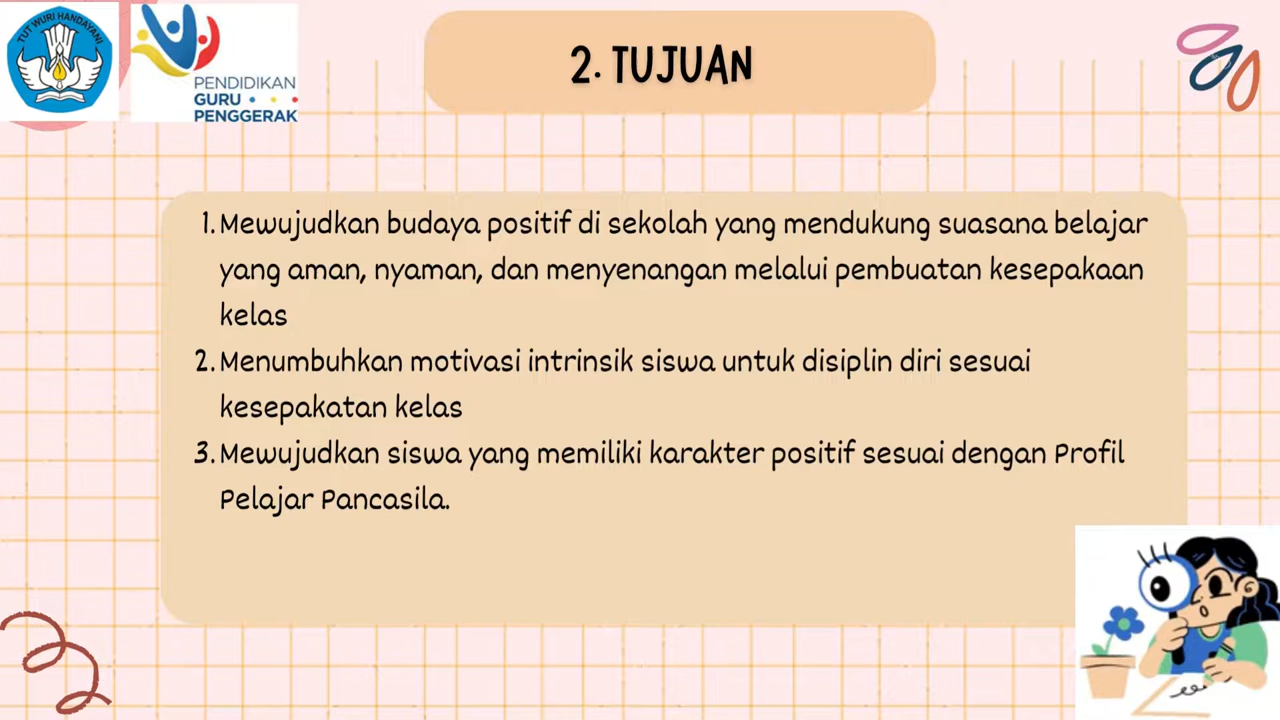 TUT WURI HANDAYANI
PENDIDIKAN
GURU
PENGGERAK
2. TUJUAN
1. Mewujudkan budaya positif di sekolah yang mendukung suasana belajar
yang aman, nyaman, dan menyenangan melalui pembuatan kesepakaan
kelas
2. Menumbuhkan motivasi intrinsik siswa untuk disiplin diri sesuai
kesepakatan kelas
3. Mewujudkan siswa yang memiliki karakter positif sesuai dengan Profil
Pelajar Pancasila.